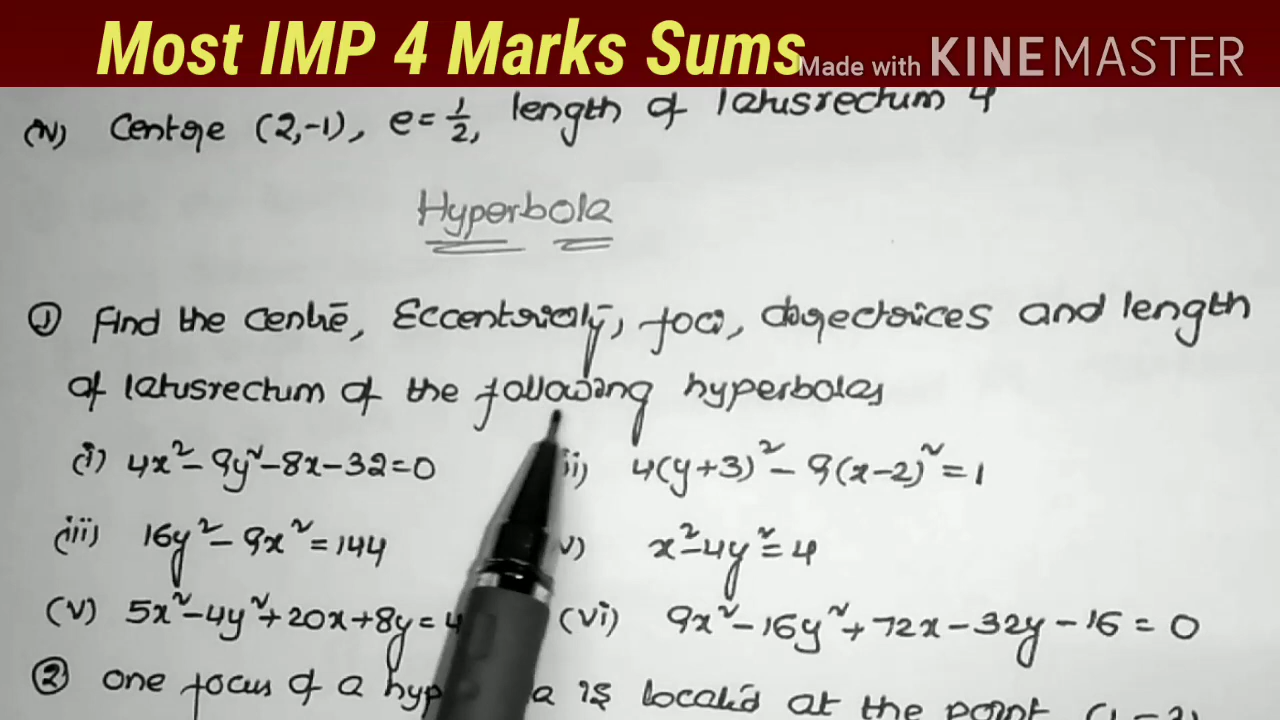 Most IMP 4 Marks Sums Made with KINEMASTER
(iv) Centre (2,-1), e = 1/2, length of latusrectum 4
Hyperbola
① Find the centre, Eccentricity, foci, directrices and length
of latusrectum of the following hyperbolas
(i) 4x² - 9y² - 8x - 32 = 0 ii) 4(y+3)² - 9(x-2)² = 1
(iii) 16y² - 9x² = 144 v) x² - 4y² = 4
(v) 5x² - 4y² + 20x + 8y = 4 (vi) 9x² - 16y² + 72x - 32y - 16 = 0
② one focus of a hyp a is located at the point (1, -3)